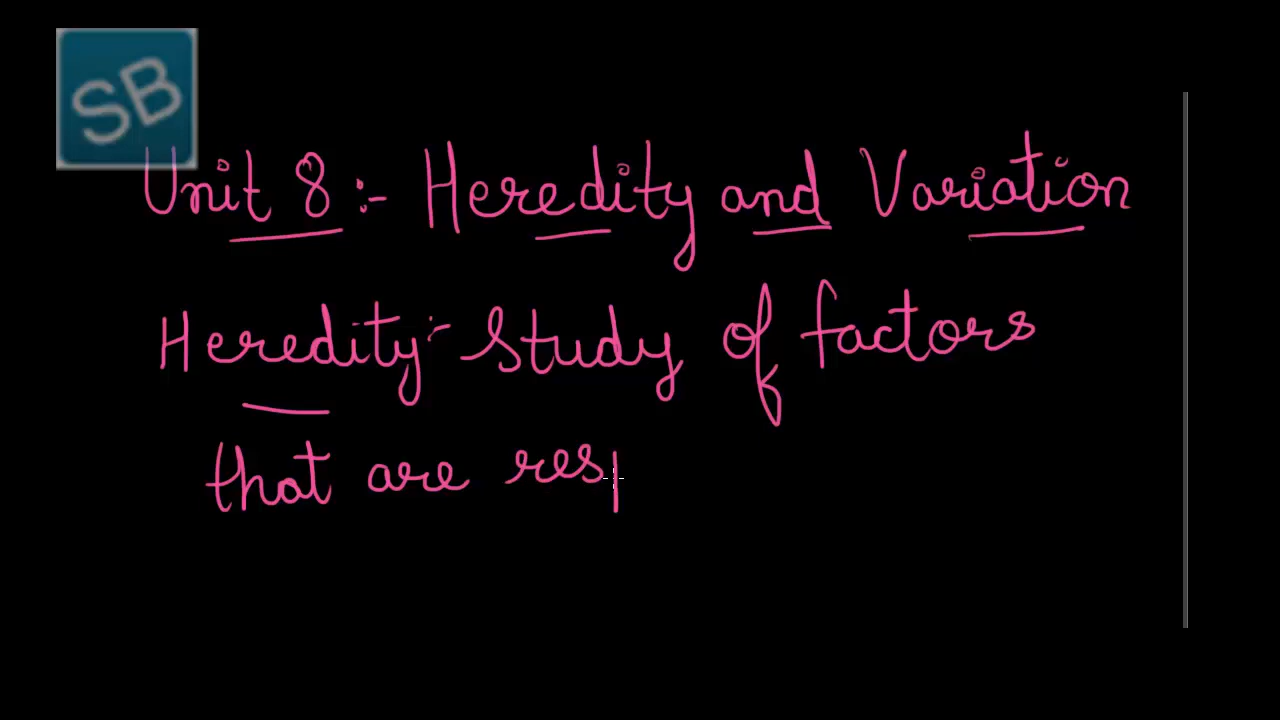 SB
Unit 8:- Heredity and Variation
Heredity:- Study of factors
that are res